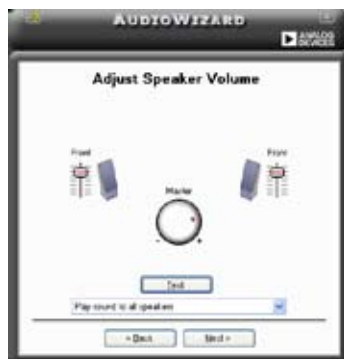 AUDIOWIZARD
ANALOG
DEVICES
Adjust Speaker Volume
Front
Front
Master
-
+
Test
Play sound to all speakers
< Back
Next >